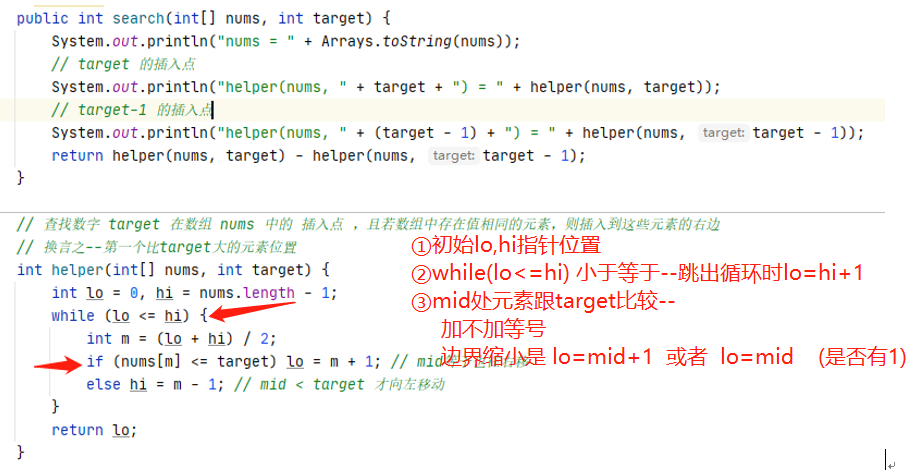 public int search(int[] nums, int target) {
System.out.println("nums = " + Arrays.toString(nums));
// target 的插入点
System.out.println("helper(nums, " + target + ") = " + helper(nums, target));
// target-1 的插入点
System.out.println("helper(nums, " + (target - 1) + ") = " + helper(nums, target: target - 1));
return helper(nums, target) - helper(nums, target: target - 1);
}
// 查找数字 target 在数组 nums 中的 插入点 ，且若数组中存在值相同的元素，则插入到这些元素的右边
// 换言之--第一个比target大的元素位置
int helper(int[] nums, int target) {
int lo = 0, hi = nums.length - 1;
while (lo <= hi) {
int m = (lo + hi) / 2;
if (nums[m] <= target) lo = m + 1; // mid
else hi = m - 1; // mid < target 才向左移动
}
return lo;
}
①初始lo,hi指针位置
②while(lo<=hi) 小于等于--跳出循环时lo=hi+1
③mid处元素跟target比较--
加不加等号
边界缩小是 lo=mid+1 或者 lo=mid (是否有1)